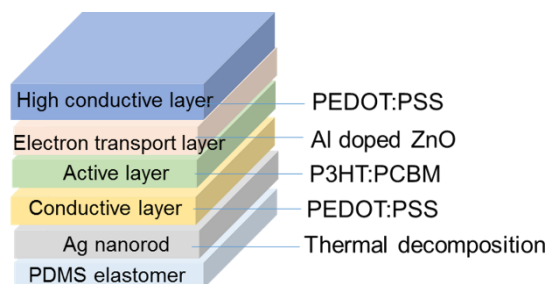 High conductive layer PEDOT:PSS
Electron transport layer Al doped ZnO
Active layer P3HT:PCBM
Conductive layer PEDOT:PSS
Ag nanorod Thermal decomposition
PDMS elastomer